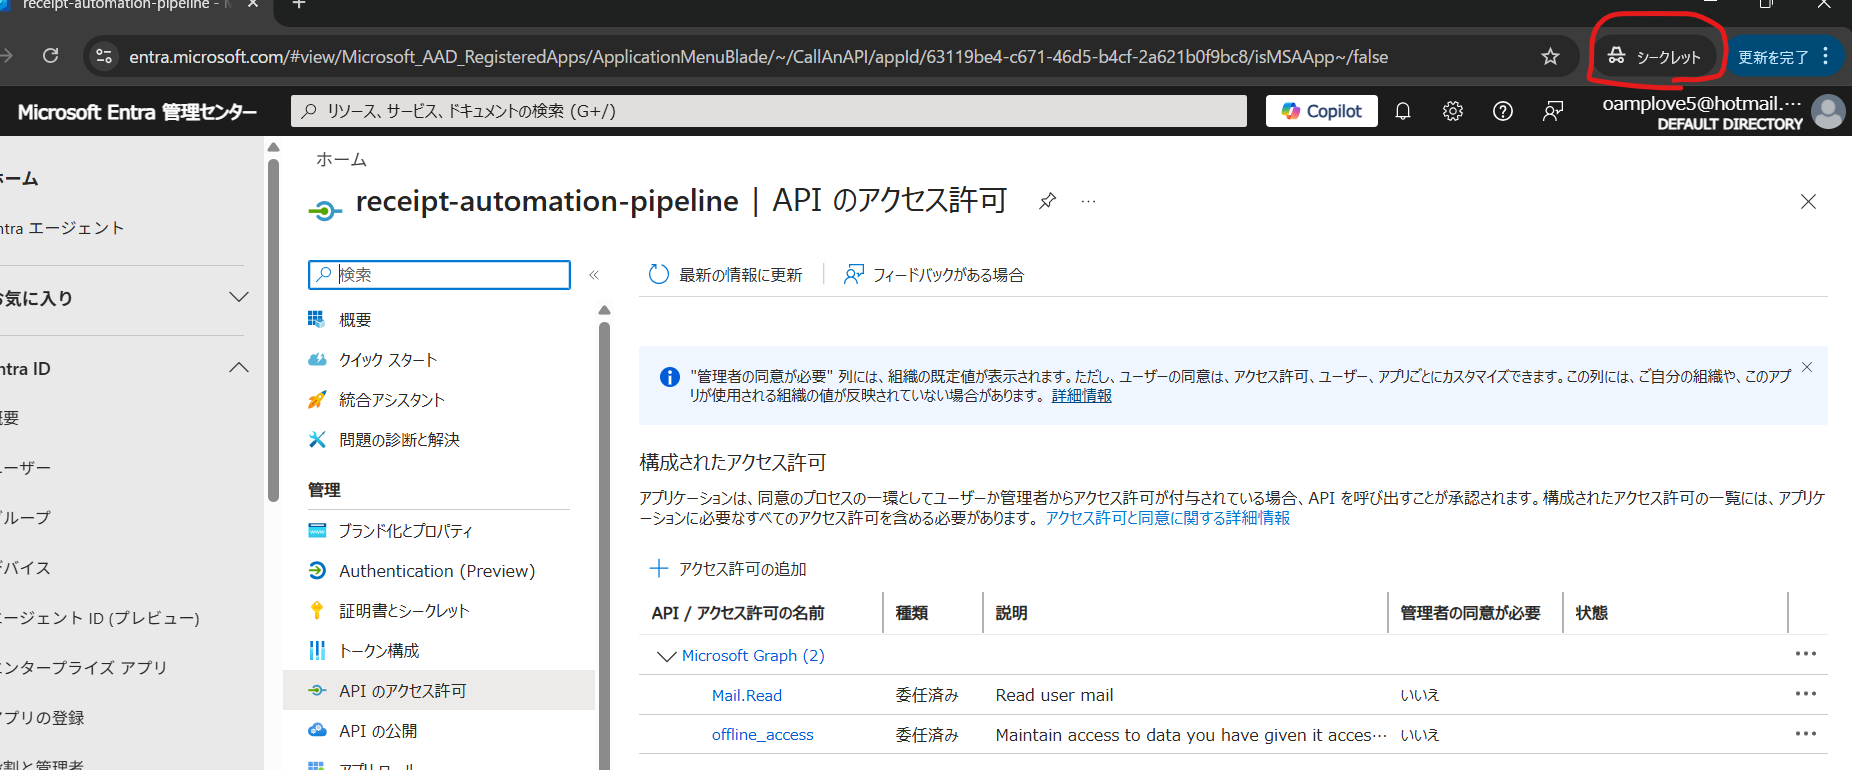 receipt-automation-pipeline -
entra.microsoft.com/#view/Microsoft_AAD_RegisteredApps/ApplicationMenuBlade/~/CallAnAPI/appId/63119be4-c671-46d5-b4cf-2a621b0f9bc8/isMSAApp~/false
シークレット
更新を完了
Microsoft Entra 管理センター
リソース、サービス、ドキュメントの検索 (G+/)
Copilot
oamplove5@hotmail.…
DEFAULT DIRECTORY
ホーム
ntra エージェント
お気に入り
ntra ID
概要
ユーザー
グループ
デバイス
エージェント ID (プレビュー)
エンタープライズ アプリ
アプリの登録
役割と管理者
ホーム
receipt-automation-pipeline | API のアクセス許可
検索
概要
クイック スタート
統合アシスタント
問題の診断と解決
管理
ブランド化とプロパティ
Authentication (Preview)
証明書とシークレット
トークン構成
API のアクセス許可
API の公開
アプリ ロール
最新の情報に更新
フィードバックがある場合
"管理者の同意が必要" 列には、組織の既定値が表示されます。ただし、ユーザーの同意は、アクセス許可、ユーザー、アプリごとにカスタマイズできます。この列には、ご自分の組織や、このアプ
リが使用される組織の値が反映されていない場合があります。 詳細情報
構成されたアクセス許可
アプリケーションは、同意のプロセスの一環としてユーザーか管理者からアクセス許可が付与されている場合、API を呼び出すことが承認されます。構成されたアクセス許可の一覧には、アプリケ
ーションに必要なすべてのアクセス許可を含める必要があります。 アクセス許可と同意に関する詳細情報
アクセス許可の追加
API / アクセス許可の名前 種類 説明 管理者の同意が必要 状態
Microsoft Graph (2)
Mail.Read 委任済み Read user mail いいえ
offline_access 委任済み Maintain access to data you have given it acces… いいえ